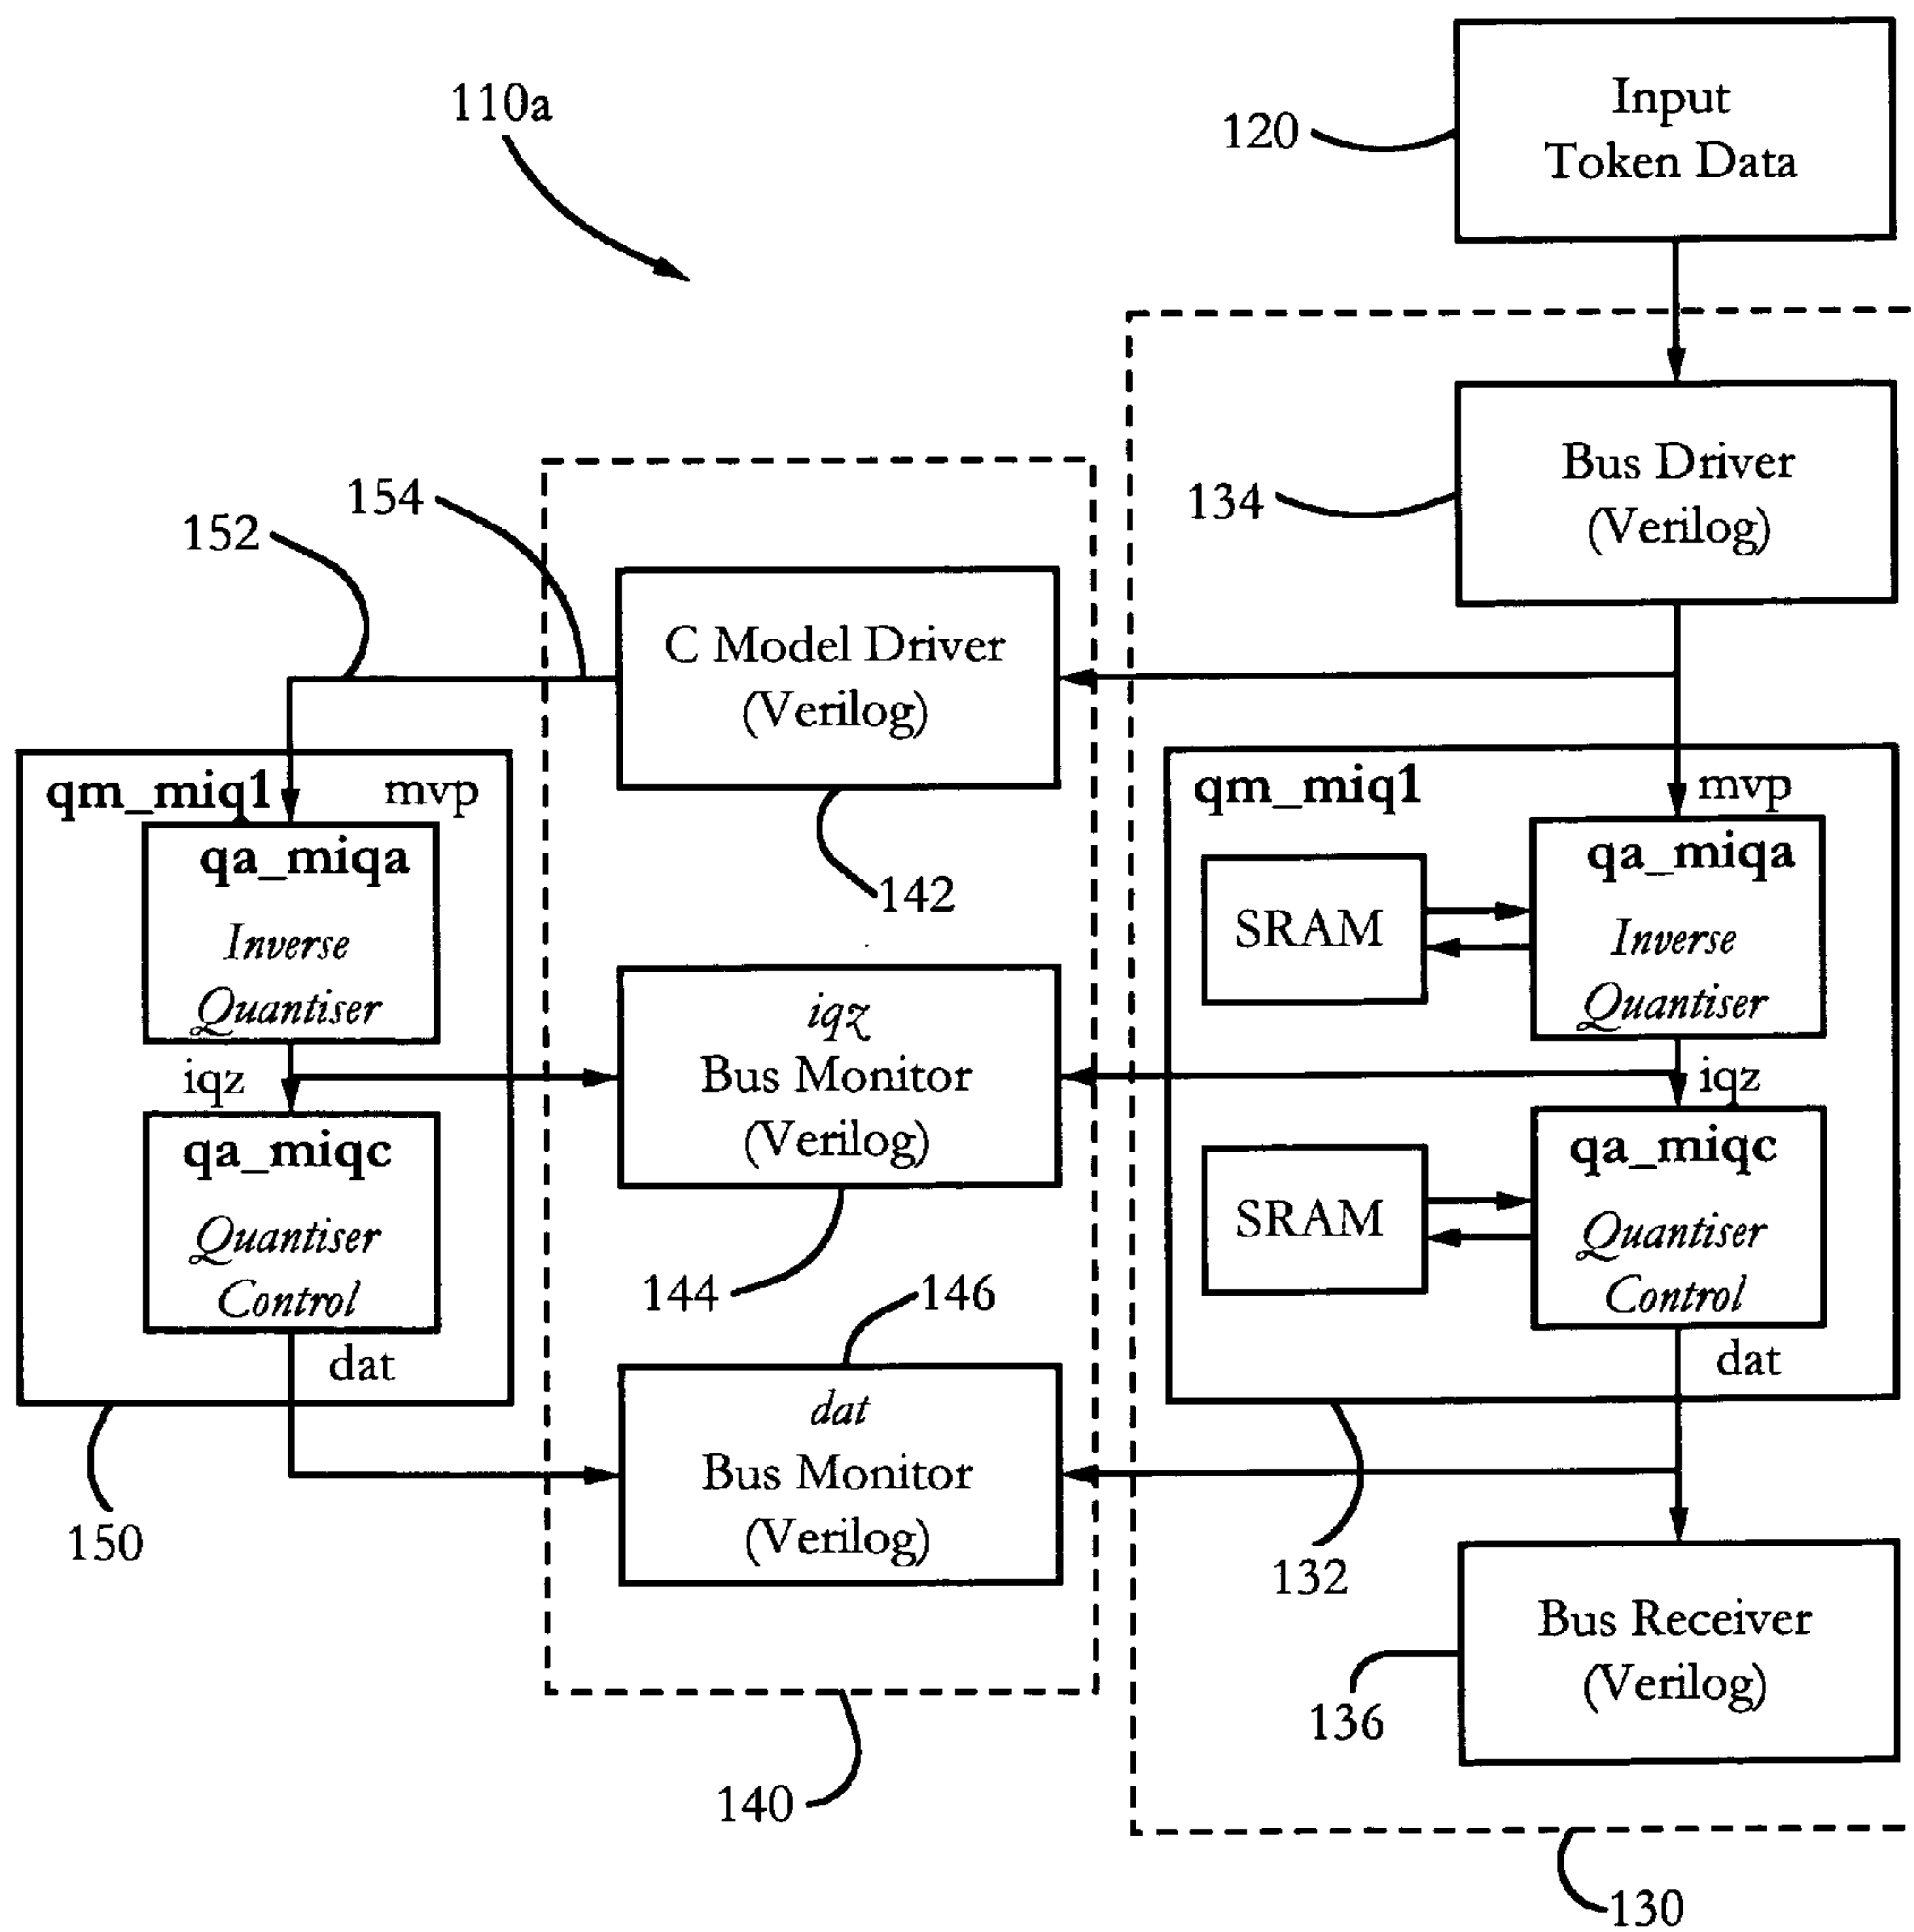 110a
120
Input
Token Data
134
Bus Driver
(Verilog)
152
154
C Model Driver
(Verilog)
142
qm_miq1
mvp
qa_miqa
Inverse
Quantiser
iqz
qa_miqc
Quantiser
Control
dat
150
iqz
Bus Monitor
(Verilog)
144
146
dat
Bus Monitor
(Verilog)
140
qm_miq1
mvp
SRAM
qa_miqa
Inverse
Quantiser
iqz
SRAM
qa_miqc
Quantiser
Control
dat
132
Bus Receiver
(Verilog)
136
130